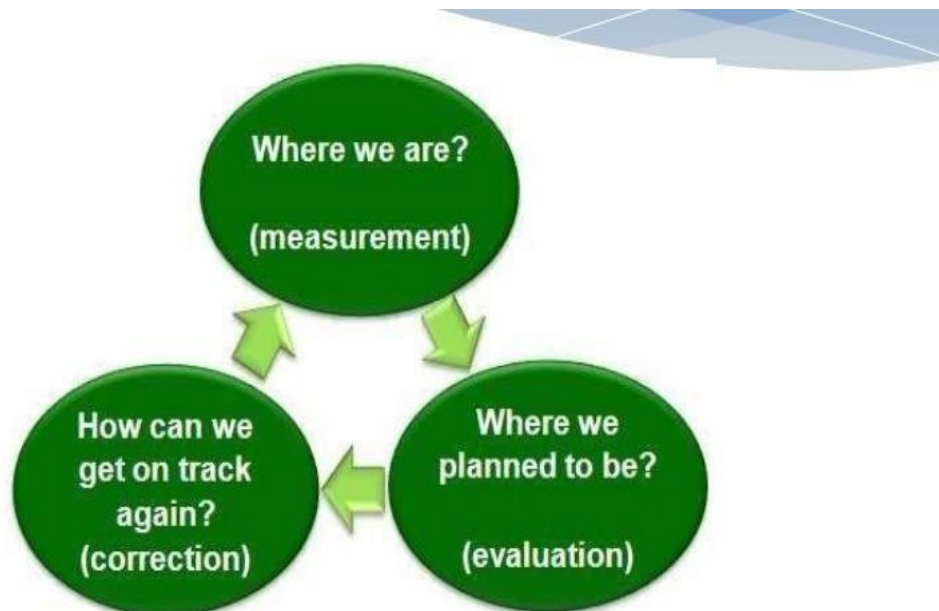 Where we are?
(measurement)
Where we
planned to be?
(evaluation)
How can we
get on track
again?
(correction)